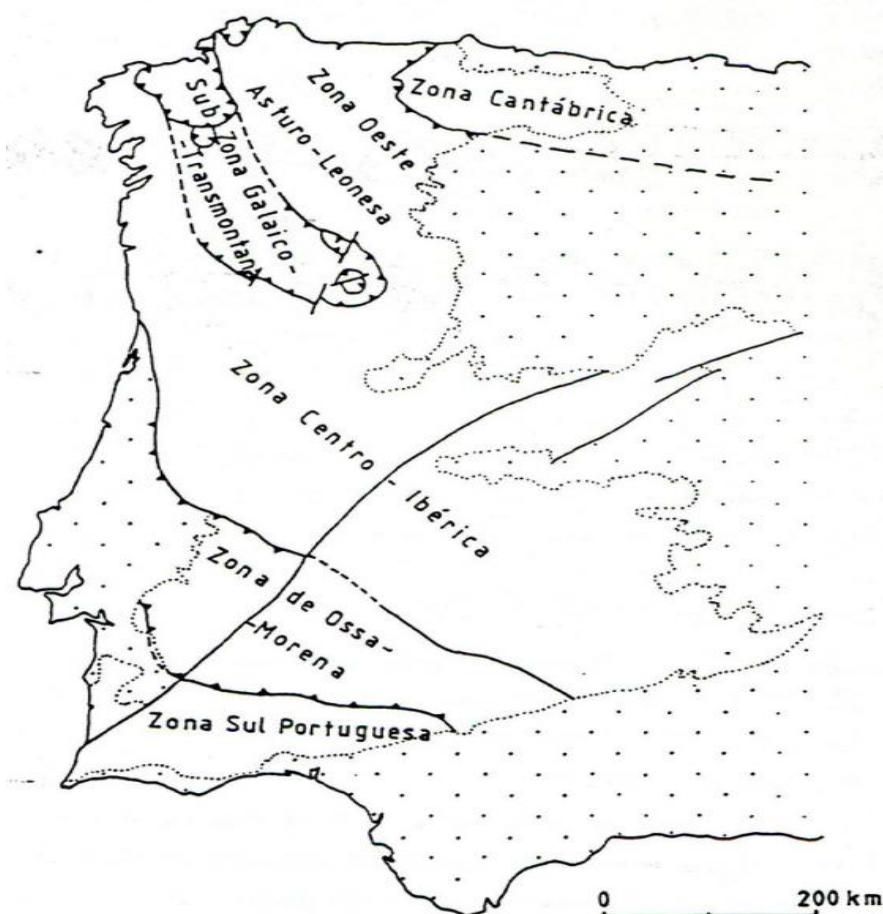 Zona Cantábrica
Zona Oeste
Asturo-Leonesa
Sub Zona Galaico-
-Transmontana
Zona Centro - Ibérica
Zona
de Ossa-
-Morena
Zona Sul Portuguesa
0 200 km